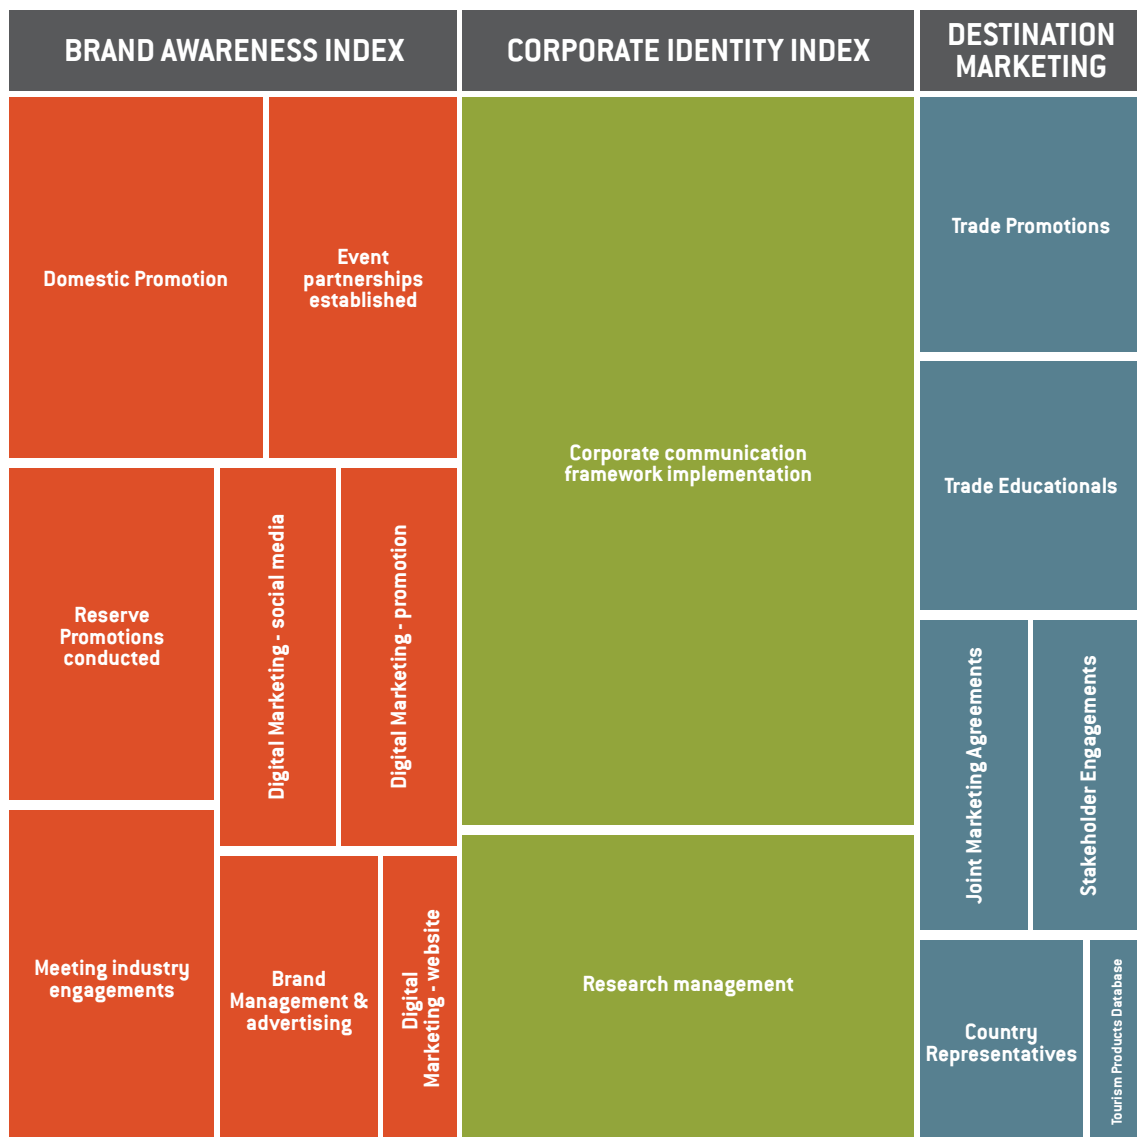 BRAND AWARENESS INDEX
CORPORATE IDENTITY INDEX
DESTINATION
MARKETING
Domestic Promotion
Event
partnerships
established
Reserve
Promotions
conducted
Digital Marketing - social media
Digital Marketing - promotion
Meeting industry
engagements
Brand
Management &
advertising
Digital
Marketing - website
Corporate communication
framework implementation
Research management
Trade Promotions
Trade Educationals
Joint Marketing Agreements
Stakeholder Engagements
Country
Representatives
Tourism Products Database